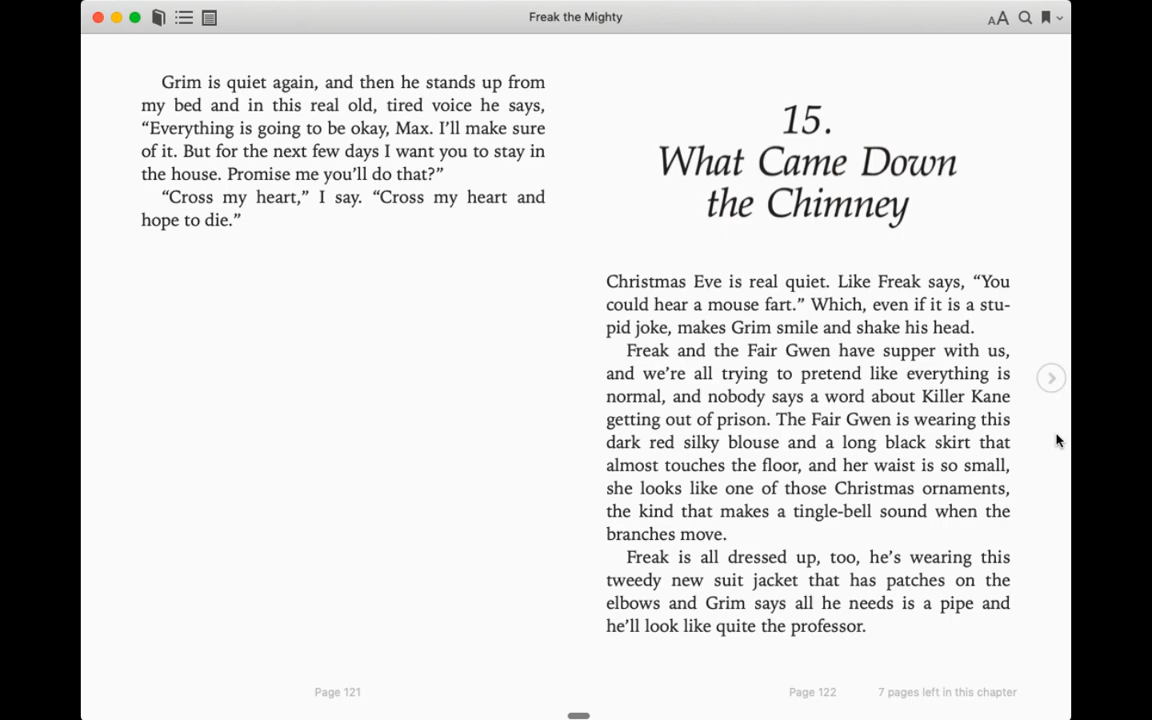 Freak the Mighty
AA
Grim is quiet again, and then he stands up from
my bed and in this real old, tired voice he says,
“Everything is going to be okay, Max. I’ll make sure
of it. But for the next few days I want you to stay in
the house. Promise me you’ll do that?”
“Cross my heart,” I say. “Cross my heart and
hope to die.”
Page 121
15.
What Came Down
the Chimney
Christmas Eve is real quiet. Like Freak says, “You
could hear a mouse fart.” Which, even if it is a stu-
pid joke, makes Grim smile and shake his head.
Freak and the Fair Gwen have supper with us,
and we’re all trying to pretend like everything is
normal, and nobody says a word about Killer Kane
getting out of prison. The Fair Gwen is wearing this
dark red silky blouse and a long black skirt that
almost touches the floor, and her waist is so small,
she looks like one of those Christmas ornaments,
the kind that makes a tingle-bell sound when the
branches move.
Freak is all dressed up, too, he’s wearing this
tweedy new suit jacket that has patches on the
elbows and Grim says all he needs is a pipe and
he’ll look like quite the professor.
Page 122
7 pages left in this chapter